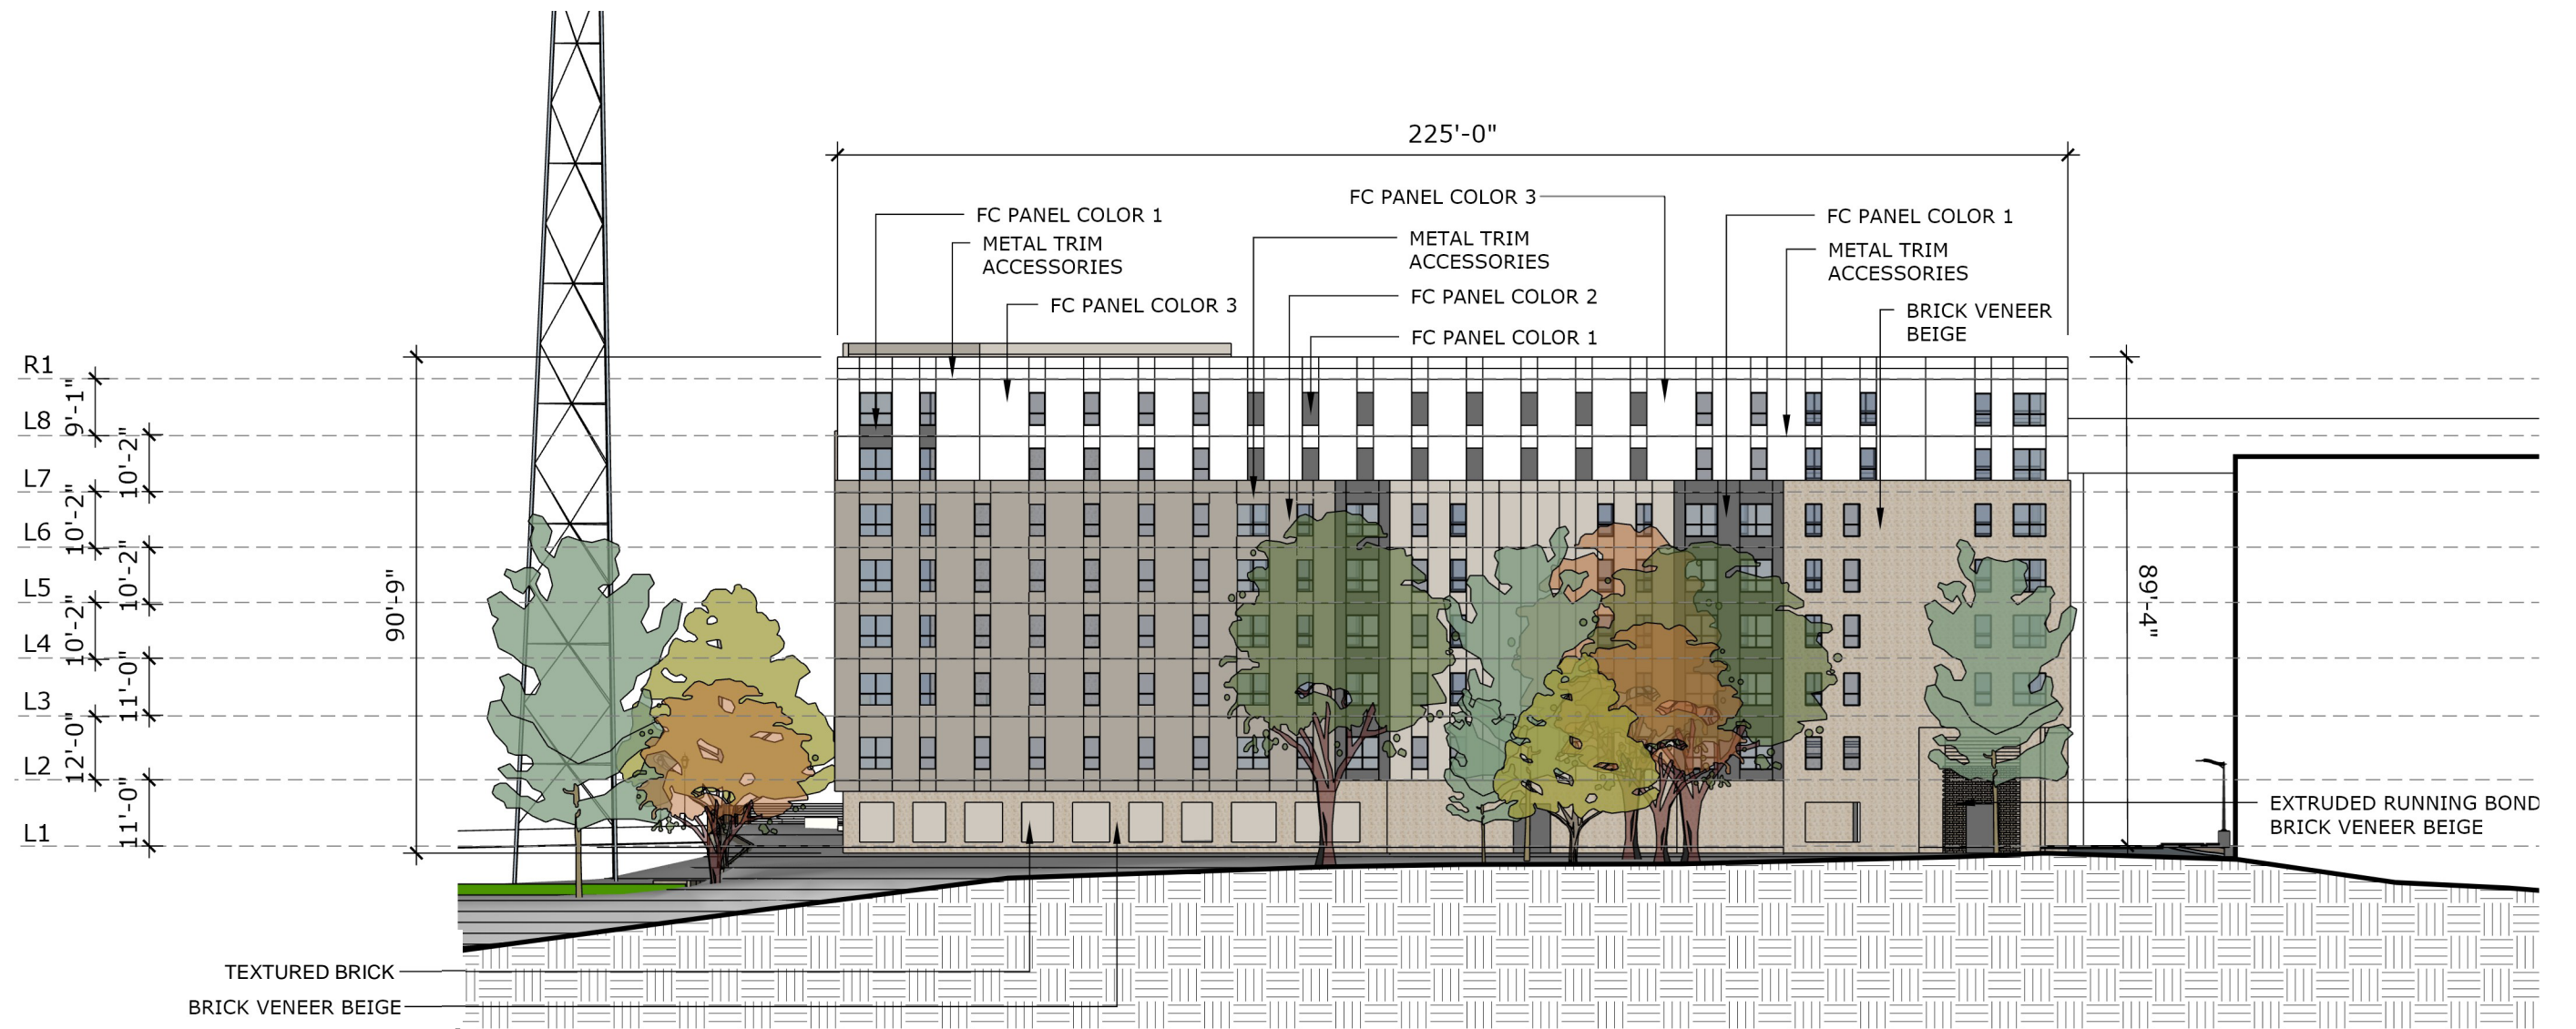 225'-0"
FC PANEL COLOR 3
FC PANEL COLOR 1
FC PANEL COLOR 1
METAL TRIM
ACCESSORIES
METAL TRIM
ACCESSORIES
METAL TRIM
ACCESSORIES
FC PANEL COLOR 3
FC PANEL COLOR 2
BRICK VENEER
BEIGE
FC PANEL COLOR 1
R1
9'-1"
L8
10'-2"
L7
10'-2"
L6
10'-2"
L5
10'-2"
L4
11'-0"
L3
12'-0"
L2
11'-0"
L1
90'-9"
89'-4"
EXTRUDED RUNNING BOND
BRICK VENEER BEIGE
TEXTURED BRICK
BRICK VENEER BEIGE